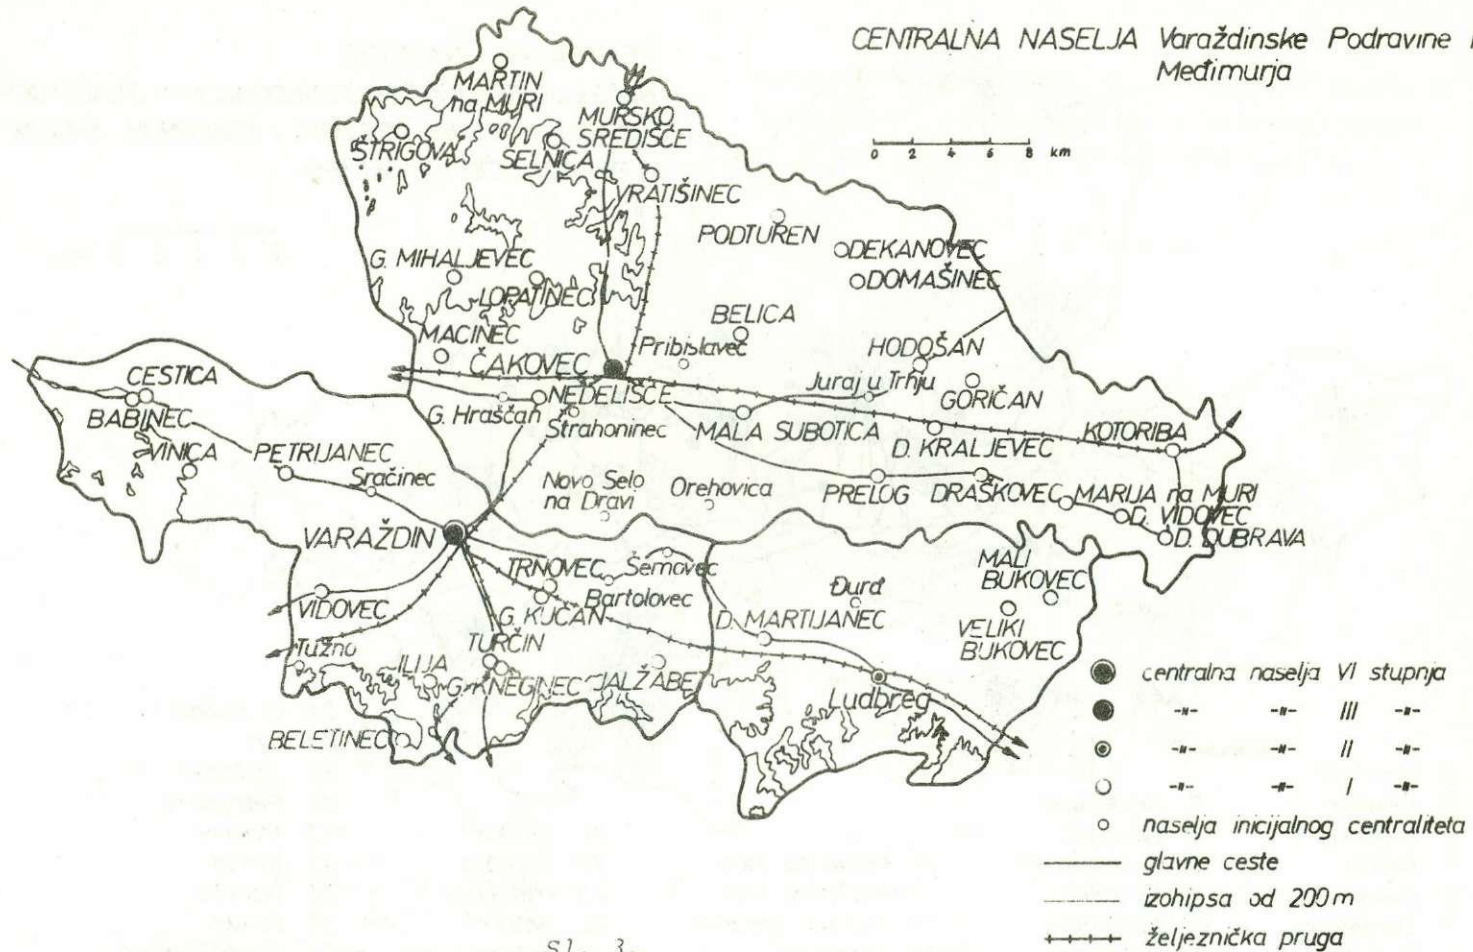 CENTRALNA NASELJA Varaždinske Podravine
Međimurja
0 2 4 6 8 km
MARTIN
na MURI
MURSKO
SREDIŠĆE
ŠTRIGOVA
SELNICA
VRATIŠINEC
PODTUREN
DEKANOVEC
DOMAŠINEC
G. MIHALJEVEC
LOPATINEC
BELICA
MACINEC
Pribislavec
HODOŠAN
ČAKOVEC
CESTICA
Juraj u Trnju
NEDELIŠĆE
GORIČAN
BABINEC
G. Hrašćan
Strahoninec
MALA SUBOTICA
D. KRALJEVEC
KOTORIBA
VINICA
PETRIJANEC
Sračinec
Novo Selo
na Dravi
Orehovica
PRELOG
DRAŠKOVEC
MARIJA na MURI
D. VIDOVEC
D. DUBRAVA
VARAŽDIN
TRNOVEC
Šemovec
MALI
BUKOVEC
Bartolovec
Đurđ
VIDOVEC
G. KUĆAN
D. MARTIJANEC
VELIKI
BUKOVEC
Tužno
ILIJA
TURČIN
G. KNEGINEC
JALŽABET
Ludbreg
BELETINEC
centralna naselja VI stupnja
-"- -"- III -"-
-"- -"- II -"-
-"- -"- I -"-
naselja inicijalnog centraliteta
glavne ceste
izohipsa od 200 m
željeznička pruga
Sl. 3.